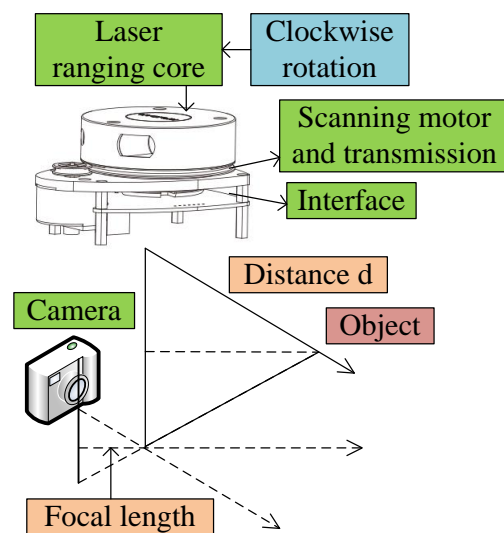 Laser
ranging core
Clockwise
rotation
Scanning motor
and transmission
Interface
Distance d
Camera
Object
Focal length